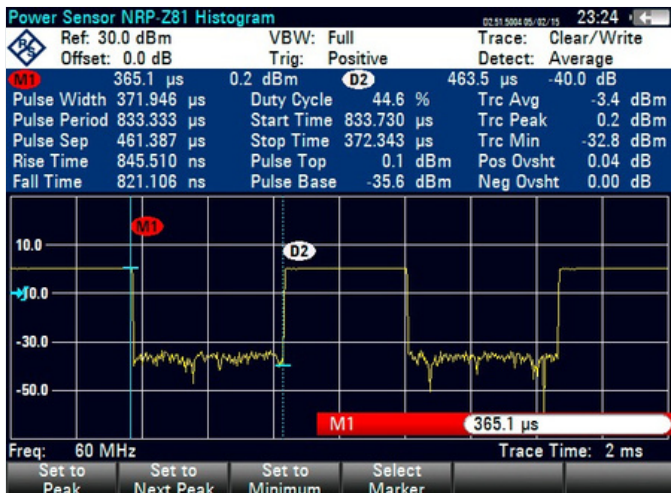 Power Sensor NRP-Z81 Histogram 02.51.5004 05/02/15 23:24
Ref: 30.0 dBm VBW: Full Trace: Clear/Write
Offset: 0.0 dB Trig: Positive Detect: Average
M1 365.1 µs 0.2 dBm D2 463.5 µs -40.0 dB
Pulse Width 371.946 µs Duty Cycle 44.6 % Trc Avg -3.4 dBm
Pulse Period 833.333 µs Start Time 833.730 µs Trc Peak 0.2 dBm
Pulse Sep 461.387 µs Stop Time 372.343 µs Trc Min -32.8 dBm
Rise Time 845.510 ns Pulse Top 0.1 dBm Pos Ovsht 0.04 dB
Fall Time 821.106 ns Pulse Base -35.6 dBm Neg Ovsht 0.00 dB
M1
10.0
D2
-30.0
-50.0
M1 365.1 µs
Freq: 60 MHz Trace Time: 2 ms
Set to Set to Set to Select
Peak Next Peak Minimum Marker